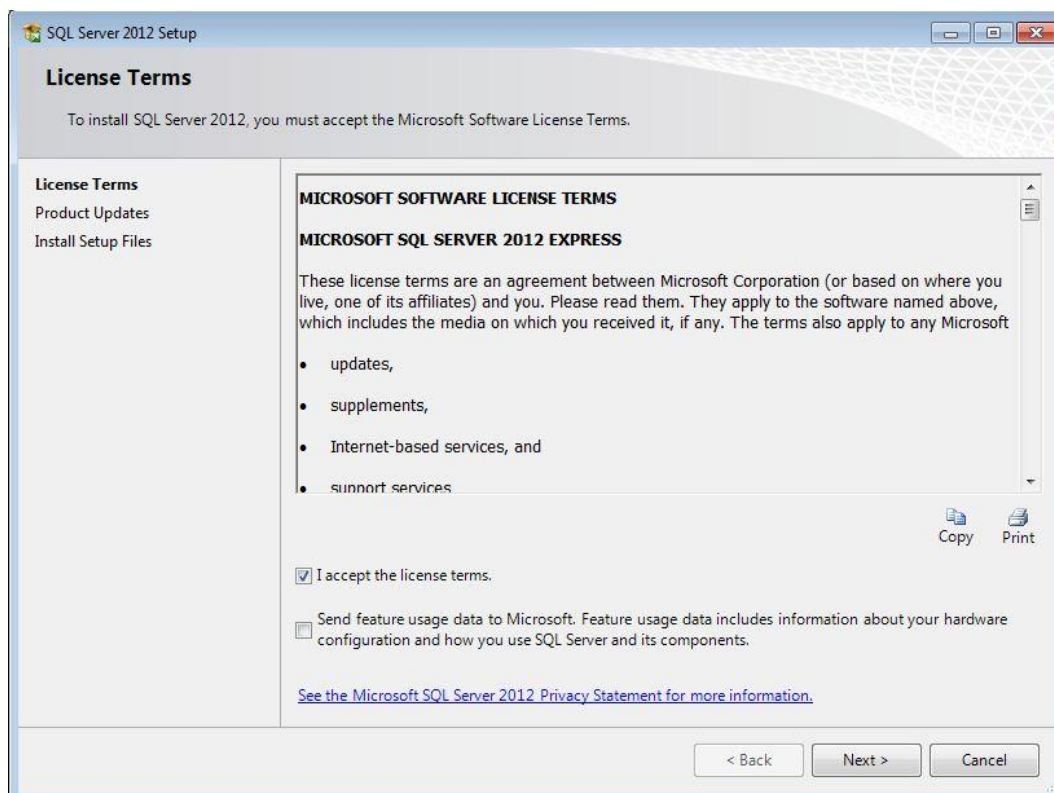 SQL Server 2012 Setup
License Terms
To install SQL Server 2012, you must accept the Microsoft Software License Terms.
License Terms
Product Updates
Install Setup Files
MICROSOFT SOFTWARE LICENSE TERMS
MICROSOFT SQL SERVER 2012 EXPRESS
These license terms are an agreement between Microsoft Corporation (or based on where you
live, one of its affiliates) and you. Please read them. They apply to the software named above,
which includes the media on which you received it, if any. The terms also apply to any Microsoft
• updates,
• supplements,
• Internet-based services, and
• support services
Copy Print
I accept the license terms.
Send feature usage data to Microsoft. Feature usage data includes information about your hardware
configuration and how you use SQL Server and its components.
See the Microsoft SQL Server 2012 Privacy Statement for more information.
< Back Next > Cancel